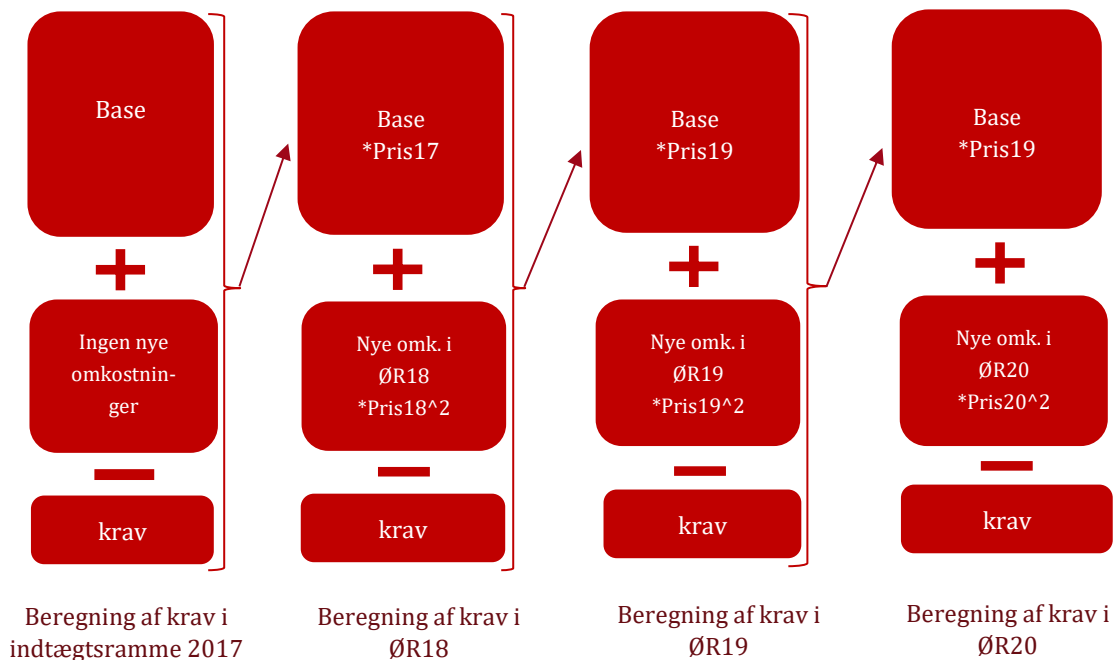 Base
+
Ingen nye
omkostnin-
ger
krav
Beregning af krav i
indtægtsramme 2017
Base
*Pris17
+
Nye omk. i
ØR18
*Pris18^2
krav
Beregning af krav i
ØR18
Base
*Pris19
+
Nye omk. i
ØR19
*Pris19^2
krav
Beregning af krav i
ØR19
Base
*Pris19
+
Nye omk. i
ØR20
*Pris20^2
krav
Beregning af krav i
ØR20